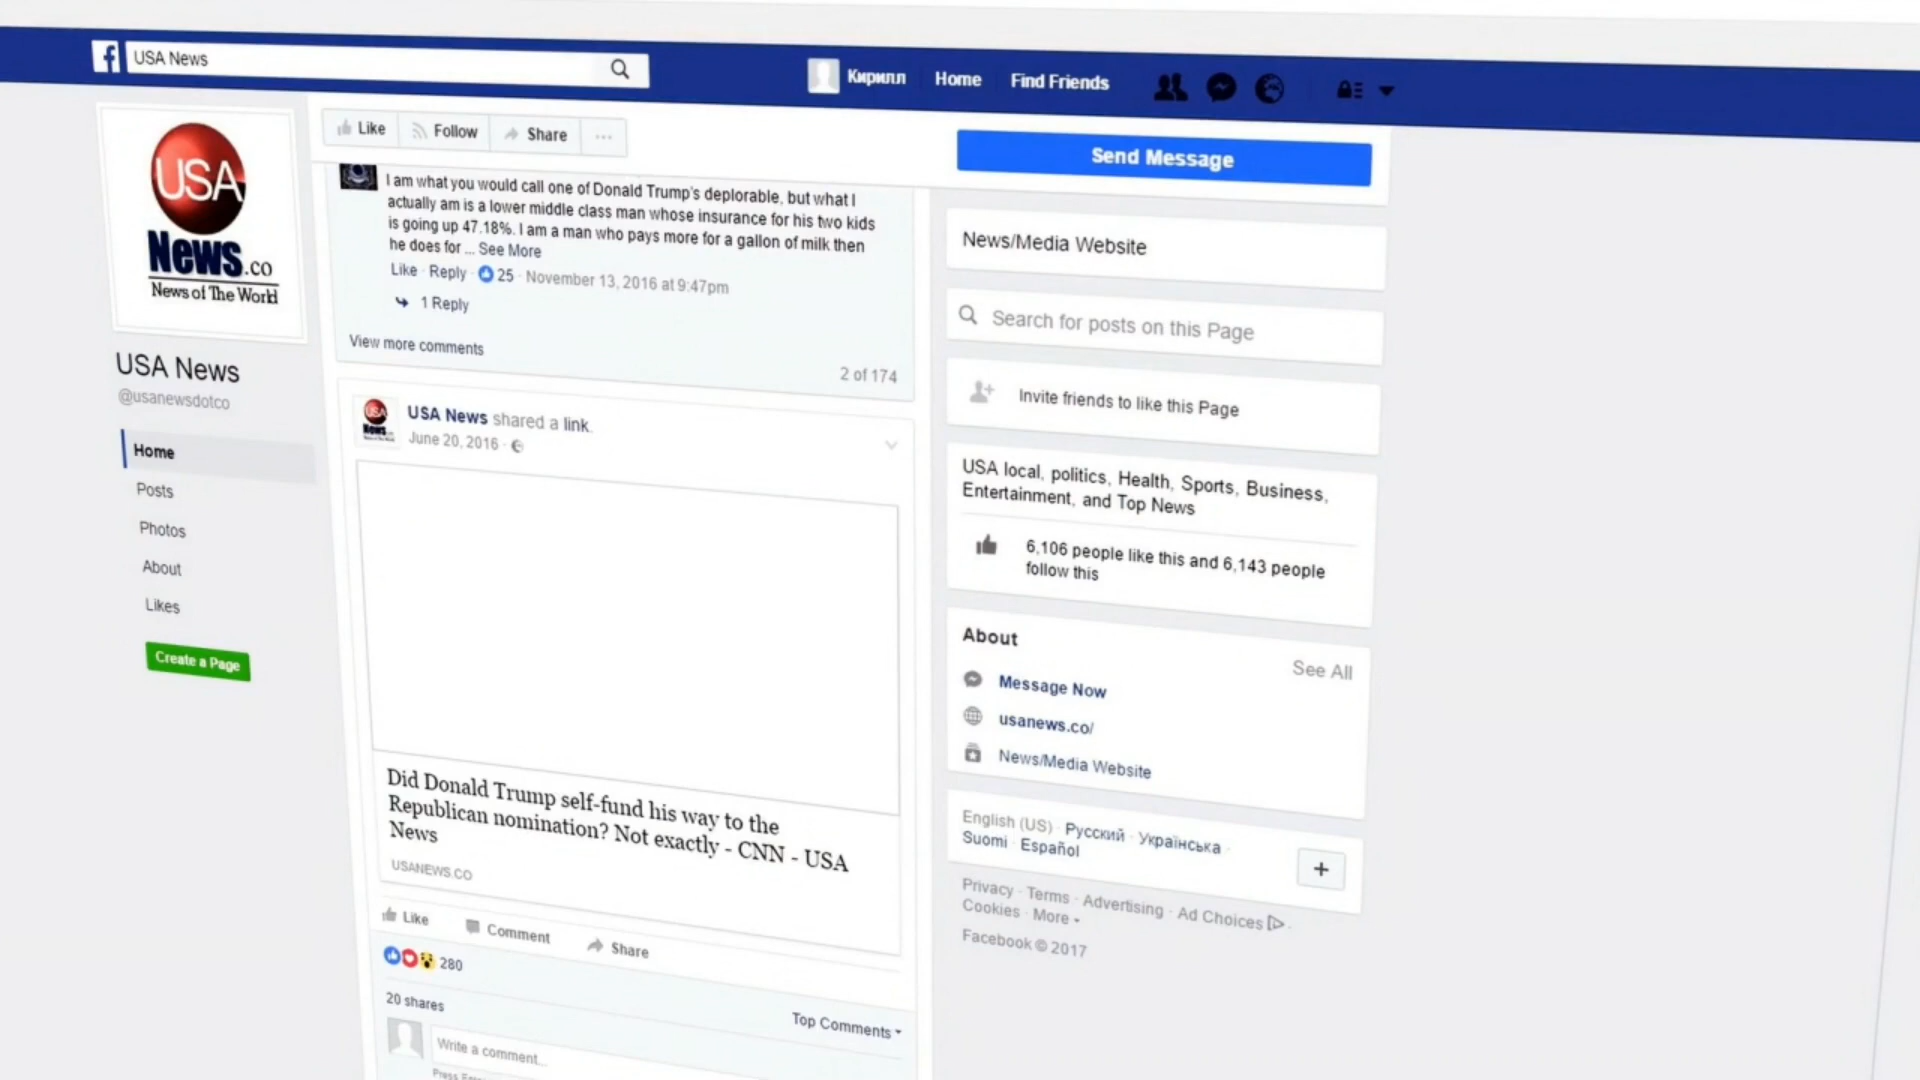 USA News
Кирилл
Home
Find Friends
USA
News.co
News of The World
USA News
@usanewsdotco
Home
Posts
Photos
About
Likes
Create a Page
Like
Follow
Share
...
I am what you would call one of Donald Trump's deplorable, but what I
actually am is a lower middle class man whose insurance for his two kids
is going up 47.18%. I am a man who pays more for a gallon of milk then
he does for ... See More
Like · Reply · 25 · November 13, 2016 at 9:47pm
1 Reply
View more comments
2 of 174
USA News shared a link.
June 20, 2016 ·
Did Donald Trump self-fund his way to the
Republican nomination? Not exactly - CNN - USA
News
USANEWS.CO
Like
Comment
Share
280
20 shares
Top Comments
Write a comment...
Send Message
News/Media Website
Search for posts on this Page
Invite friends to like this Page
USA local, politics, Health, Sports, Business,
Entertainment, and Top News
6,106 people like this and 6,143 people
follow this
About
See All
Message Now
usanews.co/
News/Media Website
English (US) · Русский · Українська ·
Suomi · Español
+
Privacy · Terms · Advertising · Ad Choices ·
Cookies · More
Facebook © 2017